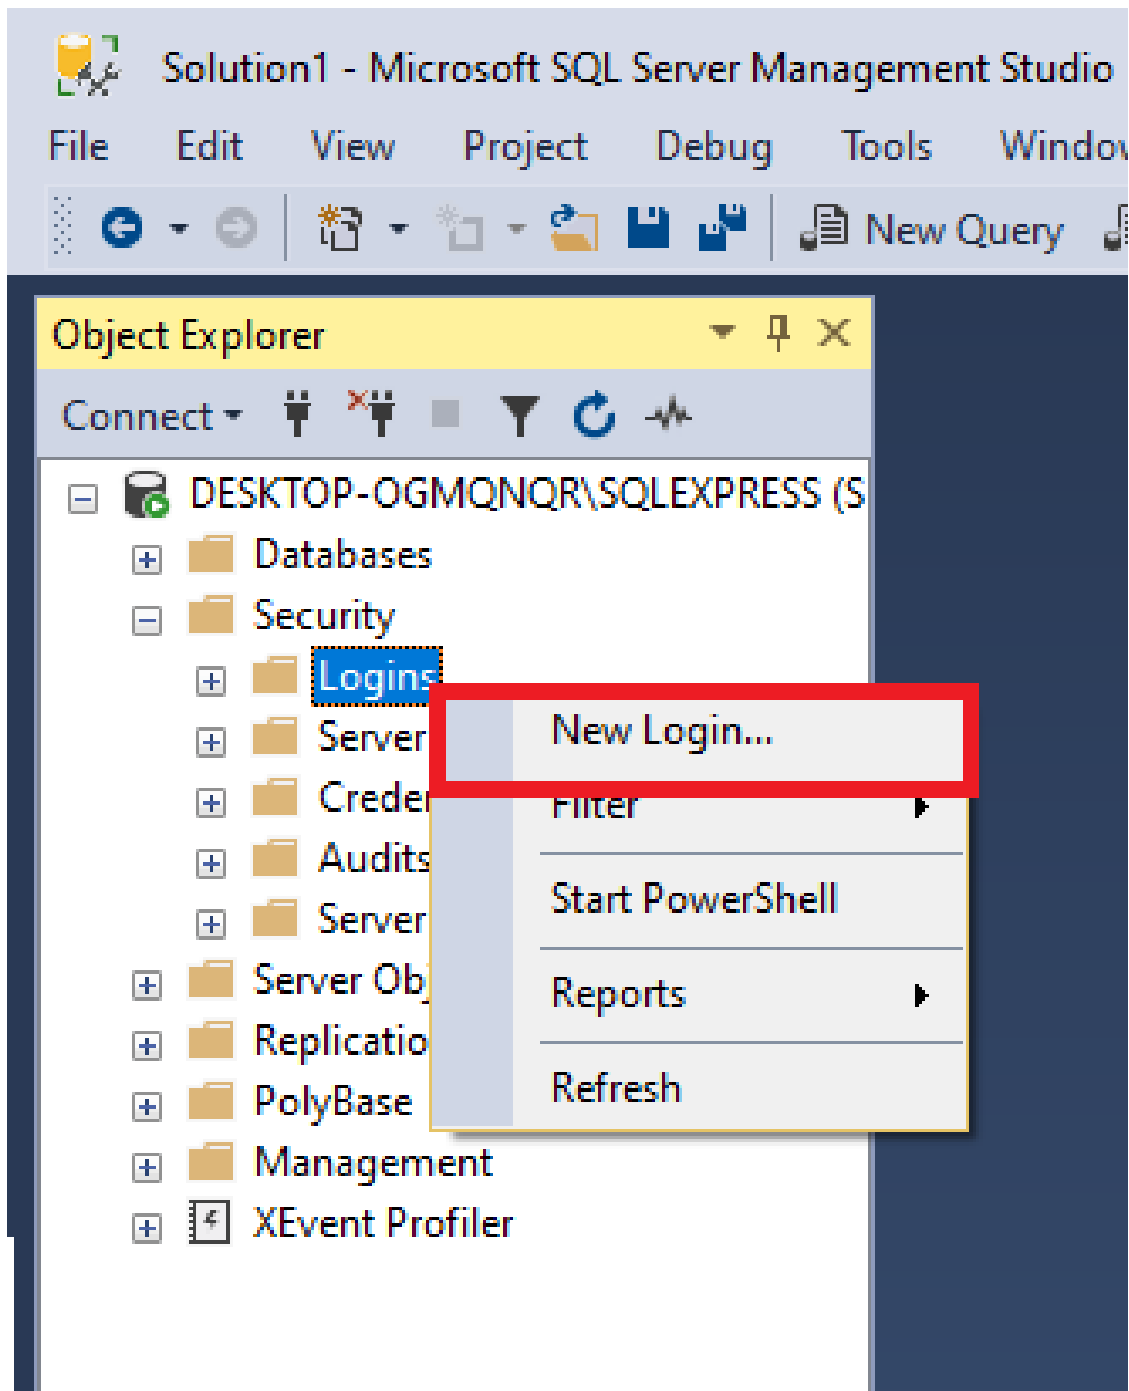 Solution1 - Microsoft SQL Server Management Studio
File Edit View Project Debug Tools
New Query
Object Explorer
Connect
DESKTOP-OGMQNQR\SQLEXPRESS (S
Databases
Security
Logins
New Login...
Server
Filter
Audits
Server
Start PowerShell
Server
Reports
PolyBase
Refresh
Management
XEvent Profiler